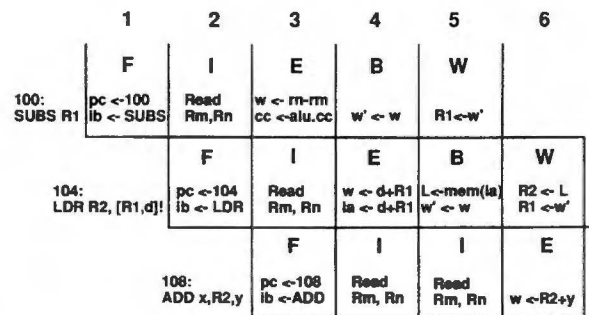 1 2 3 4 5 6
F I E B W
100: pc <-100 Read w <- rn-rm
SUBS R1 ib <- SUBS Rm,Rn cc <-alu.cc w' <- w R1<-w'
F I E B W
104: pc <-104 Read w <- d+R1 L<-mem(la) R2 <- L
LDR R2, [R1,d]! ib <- LDR Rm, Rn la <- d+R1 w' <- w R1 <-w'
F I I E
108: pc <-108 Read Read
ADD x,R2,y ib <-ADD Rm, Rn Rm, Rn w <-R2+y